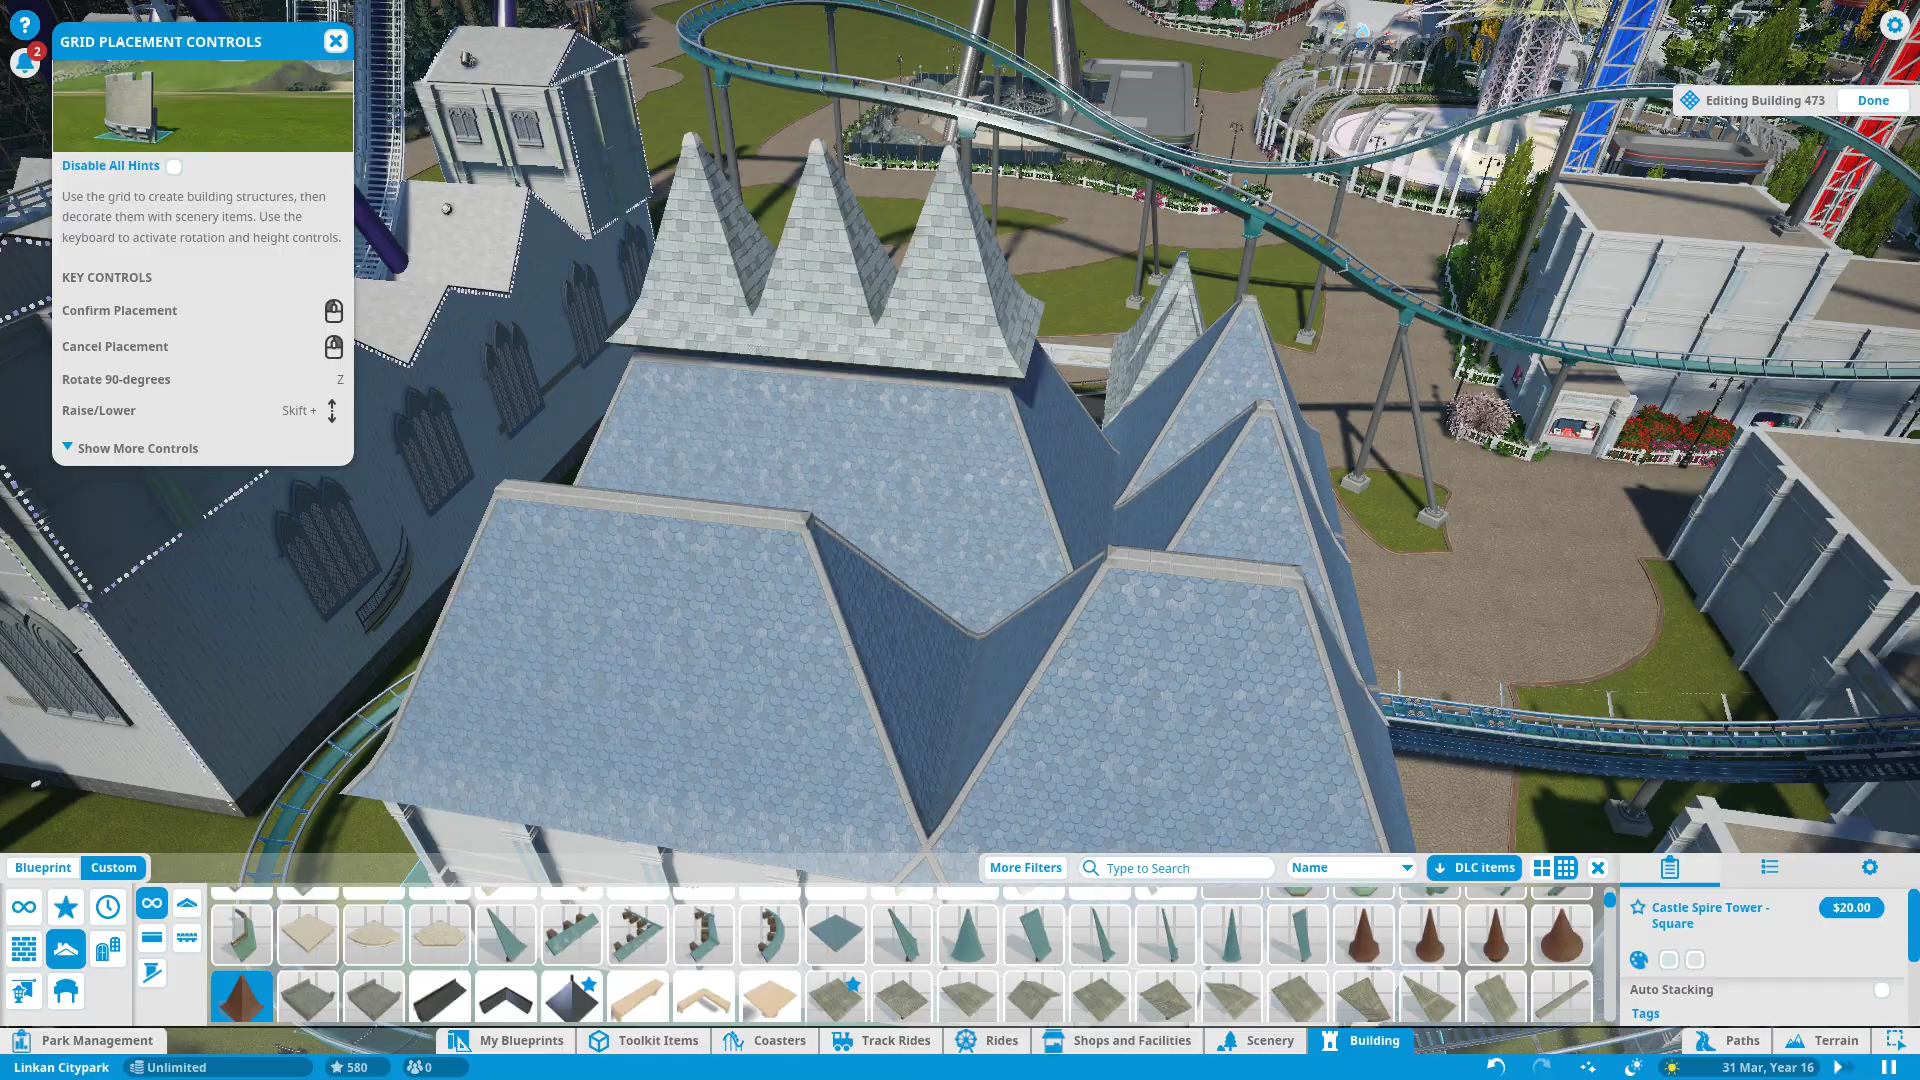 GRID PLACEMENT CONTROLS
2
Disable All Hints
Use the grid to create building structures, then
decorate them with scenery items. Use the
keyboard to activate rotation and height controls.
KEY CONTROLS
Confirm Placement
Cancel Placement
Rotate 90-degrees Z
Raise/Lower Skift +
Show More Controls
Editing Building 473 Done
Blueprint Custom
More Filters Type to Search Name DLC items
Castle Spire Tower -
Square
$20.00
Auto Stacking
Tags
Park Management My Blueprints Toolkit Items Coasters Track Rides Rides Shops and Facilities Scenery Building Paths Terrain
Linkan Citypark Unlimited 580 0 31 Mar, Year 16